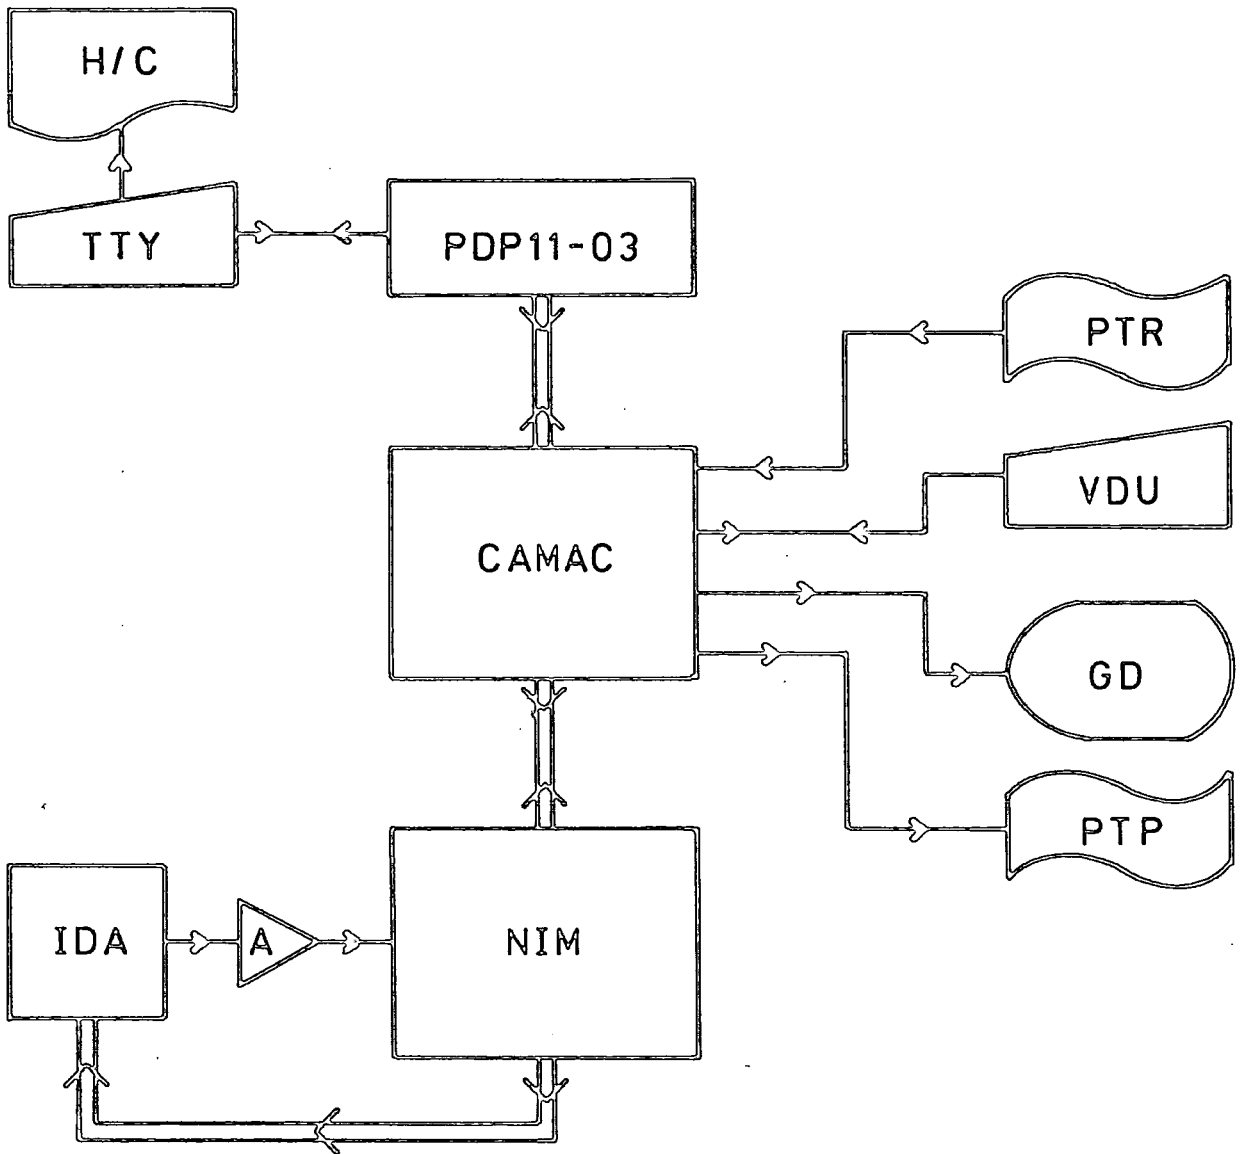 H/C
TTY
PDP11-03
PTR
VDU
CAMAC
GD
PTP
IDA
A
NIM